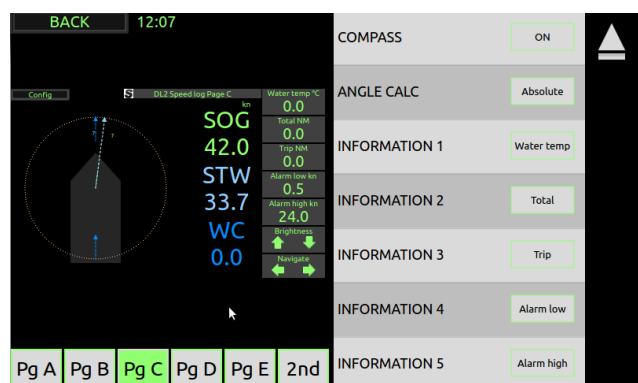 BACK 12:07
Config
S DL2 Speed log Page C
kn
SOG
42.0
STW
33.7
WC
0.0
Water temp °C
0.0
Total NM
0.0
Trip NM
0.0
Alarm low kn
0.5
Alarm high kn
24.0
Brightness
Navigate
? ?
Pg A Pg B Pg C Pg D Pg E 2nd
COMPASS ON
ANGLE CALC Absolute
INFORMATION 1 Water temp
INFORMATION 2 Total
INFORMATION 3 Trip
INFORMATION 4 Alarm low
INFORMATION 5 Alarm high